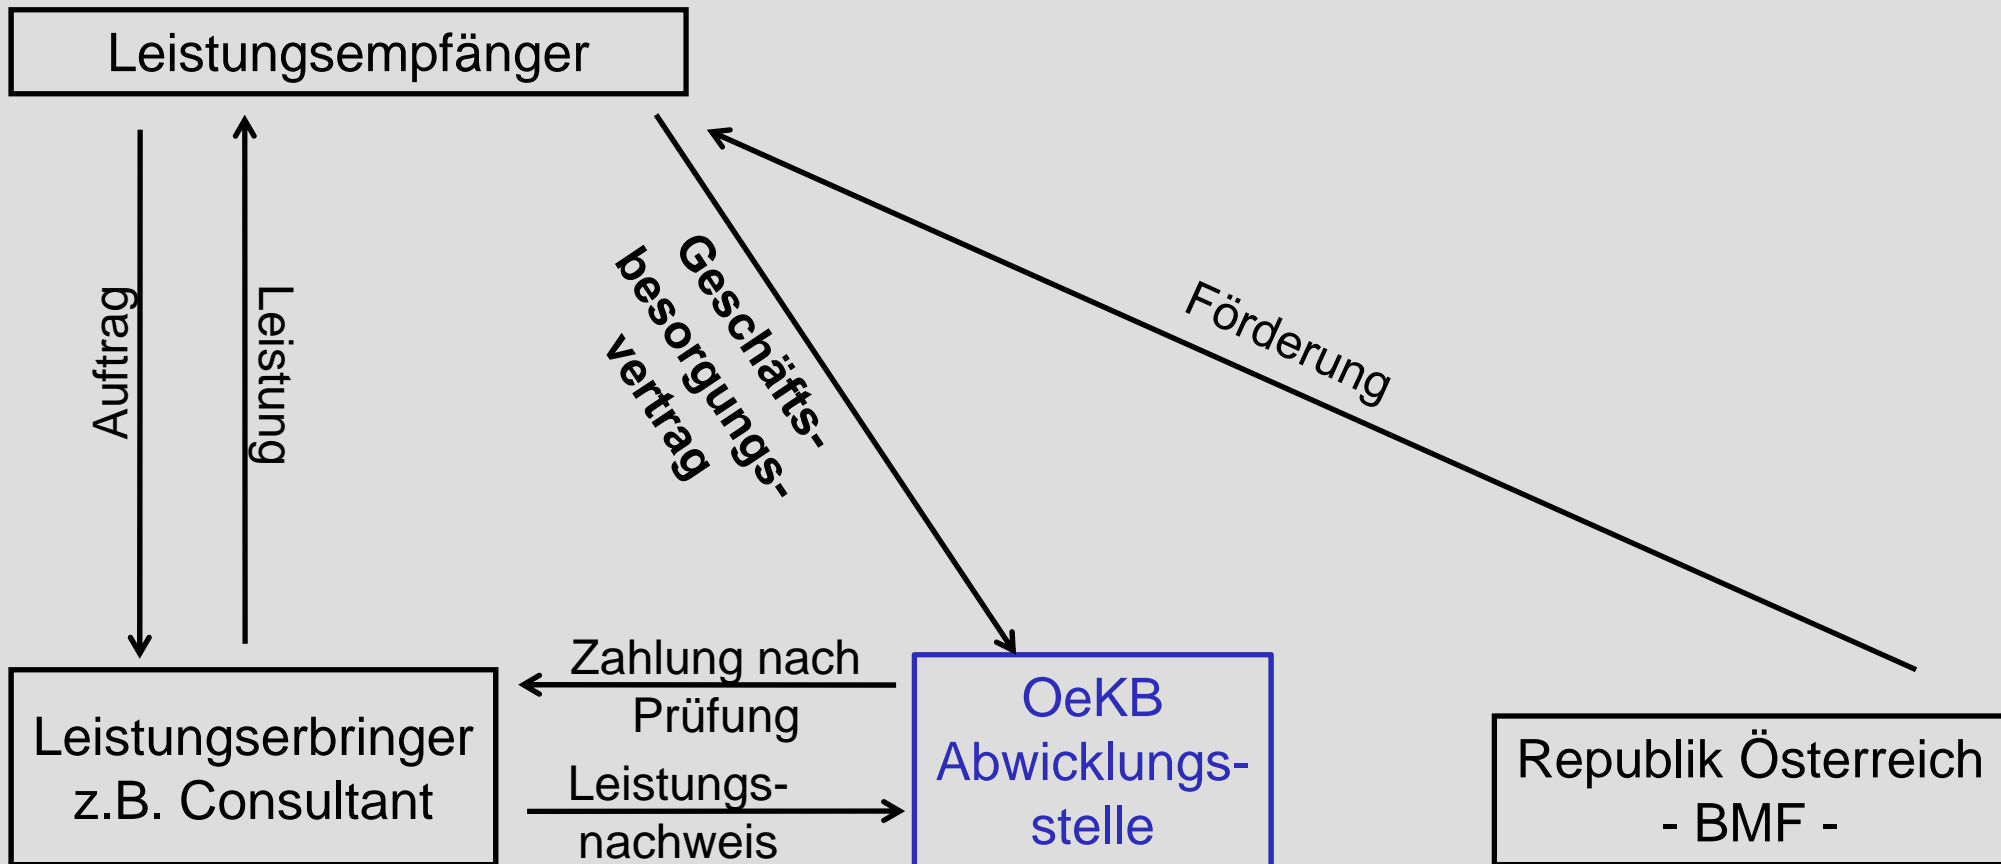 Leistungsempfänger
Auftrag
Leistung
Geschäfts-
besorgungs-
vertrag
Förderung
Zahlung nach
Prüfung
Leistungs-
nachweis
Leistungserbringer
z.B. Consultant
OeKB
Abwicklungs-
stelle
Republik Österreich
- BMF -